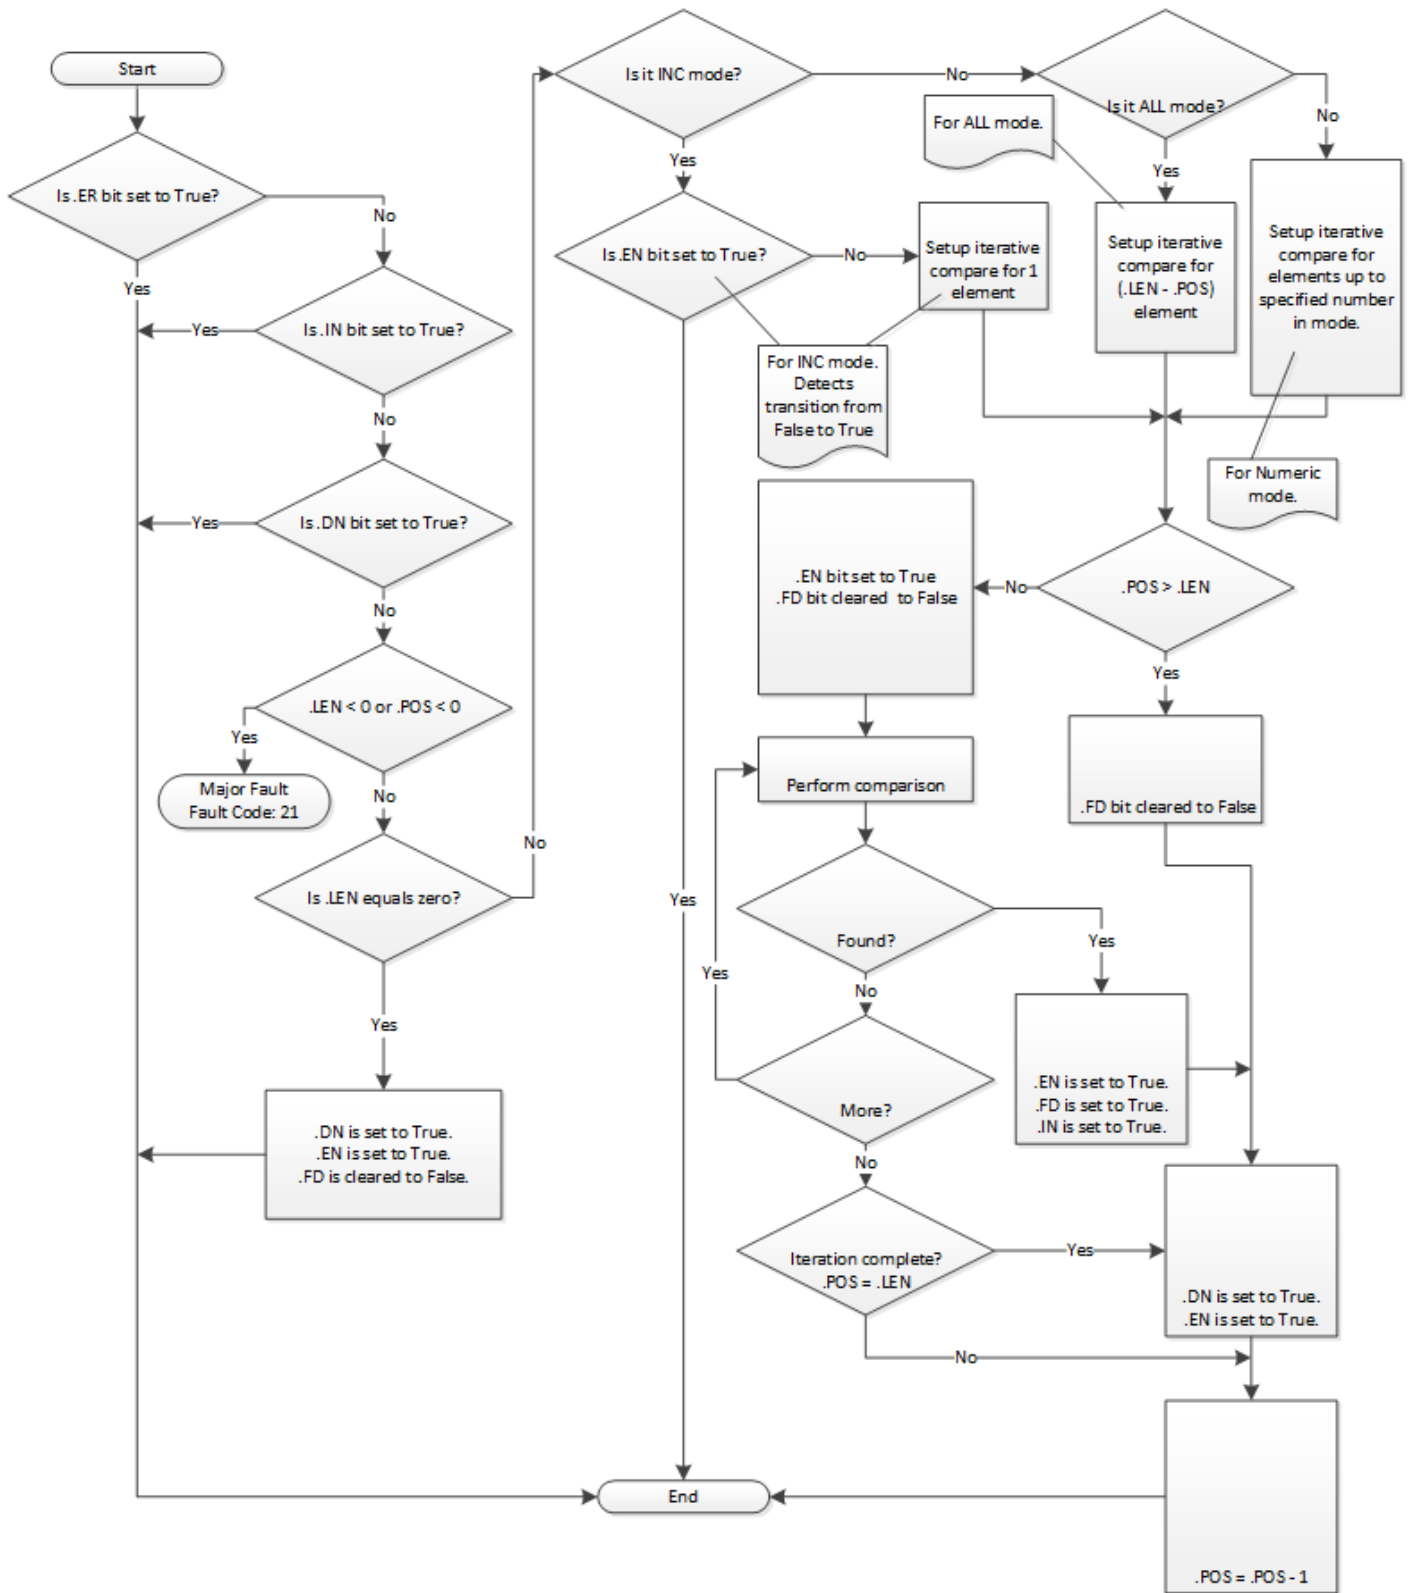 Start
Is .ER bit set to True?
Yes
No
Is .IN bit set to True?
Yes
No
Is .DN bit set to True?
Yes
No
.LEN < 0 or .POS < 0
Yes
Major Fault
Fault Code: 21
No
Is .LEN equals zero?
No
Yes
.DN is set to True.
.EN is set to True.
.FD is cleared to False.
Is it INC mode?
No
Yes
Is it ALL mode?
No
Yes
For ALL mode.
Is .EN bit set to True?
No
Yes
Setup iterative
compare for 1
element
Setup iterative
compare for
(.LEN - .POS)
element
Setup iterative
compare for
elements up to
specified number
in mode.
For INC mode.
Detects
transition from
False to True
For Numeric
mode.
.POS > .LEN
No
Yes
.EN bit set to True
.FD bit cleared to False
.FD bit cleared to False
Perform comparison
Found?
Yes
No
.EN is set to True.
.FD is set to True.
.IN is set to True.
More?
Yes
No
Iteration complete?
.POS = .LEN
Yes
No
.DN is set to True.
.EN is set to True.
.POS = .POS - 1
End